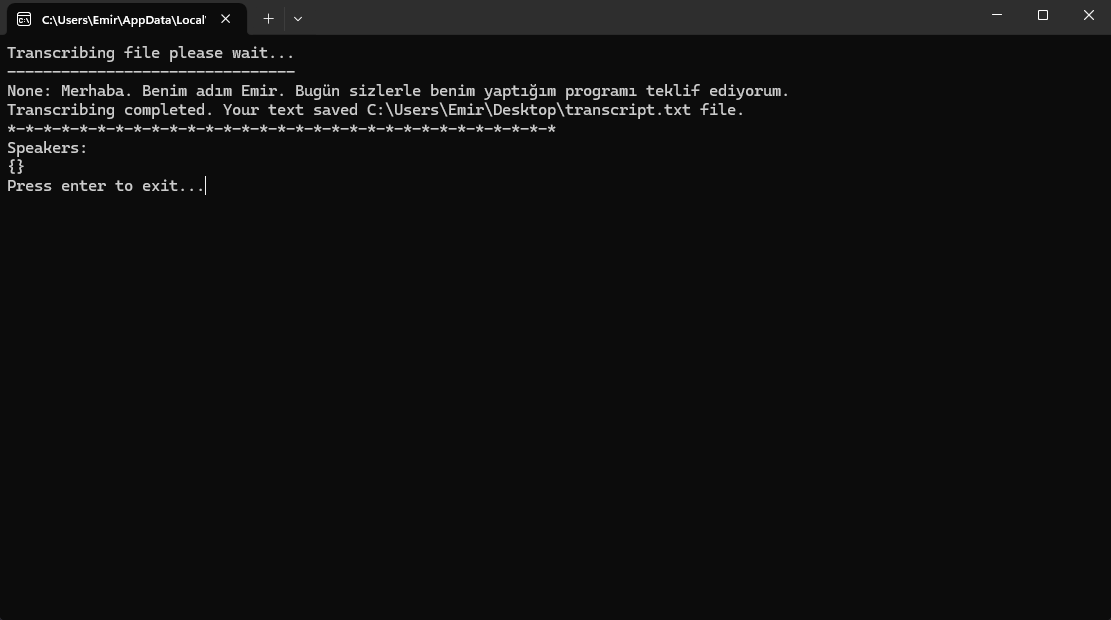 C:\Users\Emir\AppData\Local\
Transcribing file please wait...
--------------------------------
None: Merhaba. Benim adım Emir. Bugün sizlerle benim yaptığım programı teklif ediyorum.
Transcribing completed. Your text saved C:\Users\Emir\Desktop\transcript.txt file.
*-*-*-*-*-*-*-*-*-*-*-*-*-*-*-*-*-*-*-*-*-*-*-*-*-*-*-*-*-*-*
Speakers:
{}
Press enter to exit...